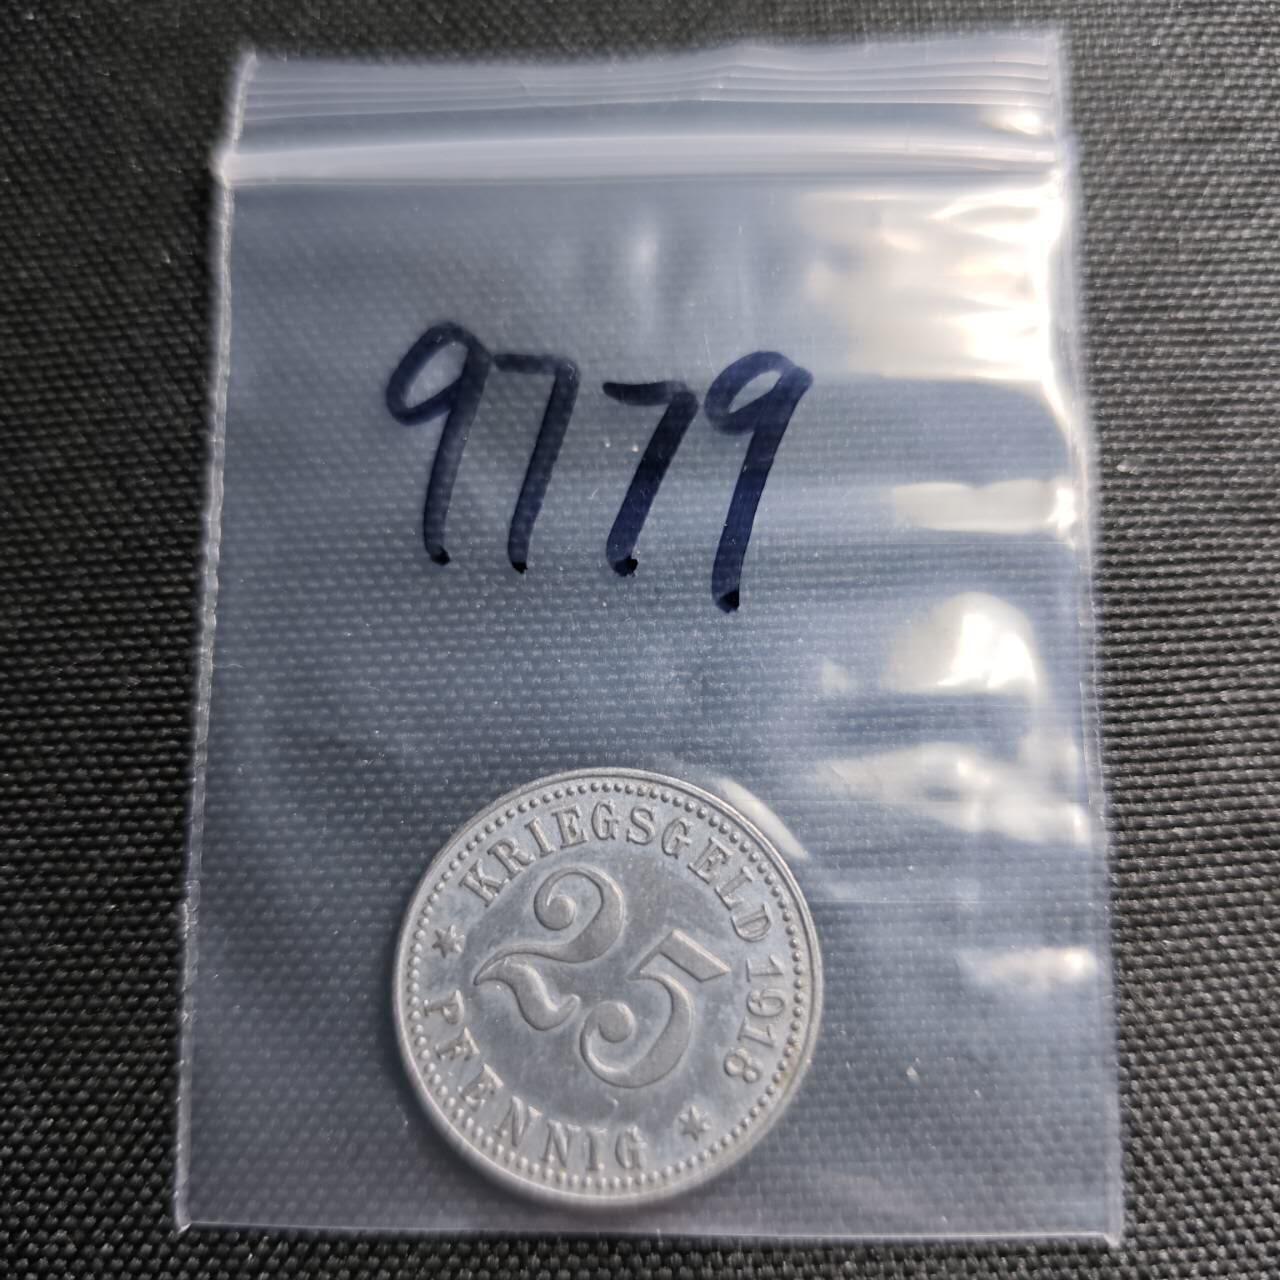 9779
KRIEGSGELD 1918
25
* PFENNIG *